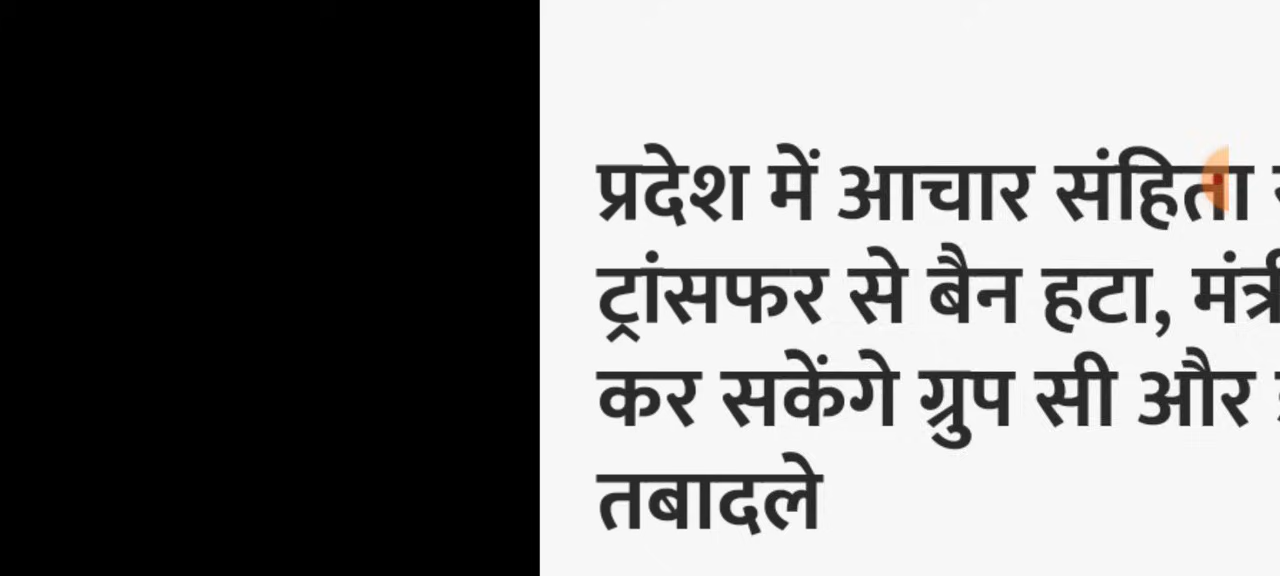 प्रदेश में आचार संहिता
ट्रांसफर से बैन हटा, मंत्री
कर सकेंगे ग्रुप सी और
तबादले